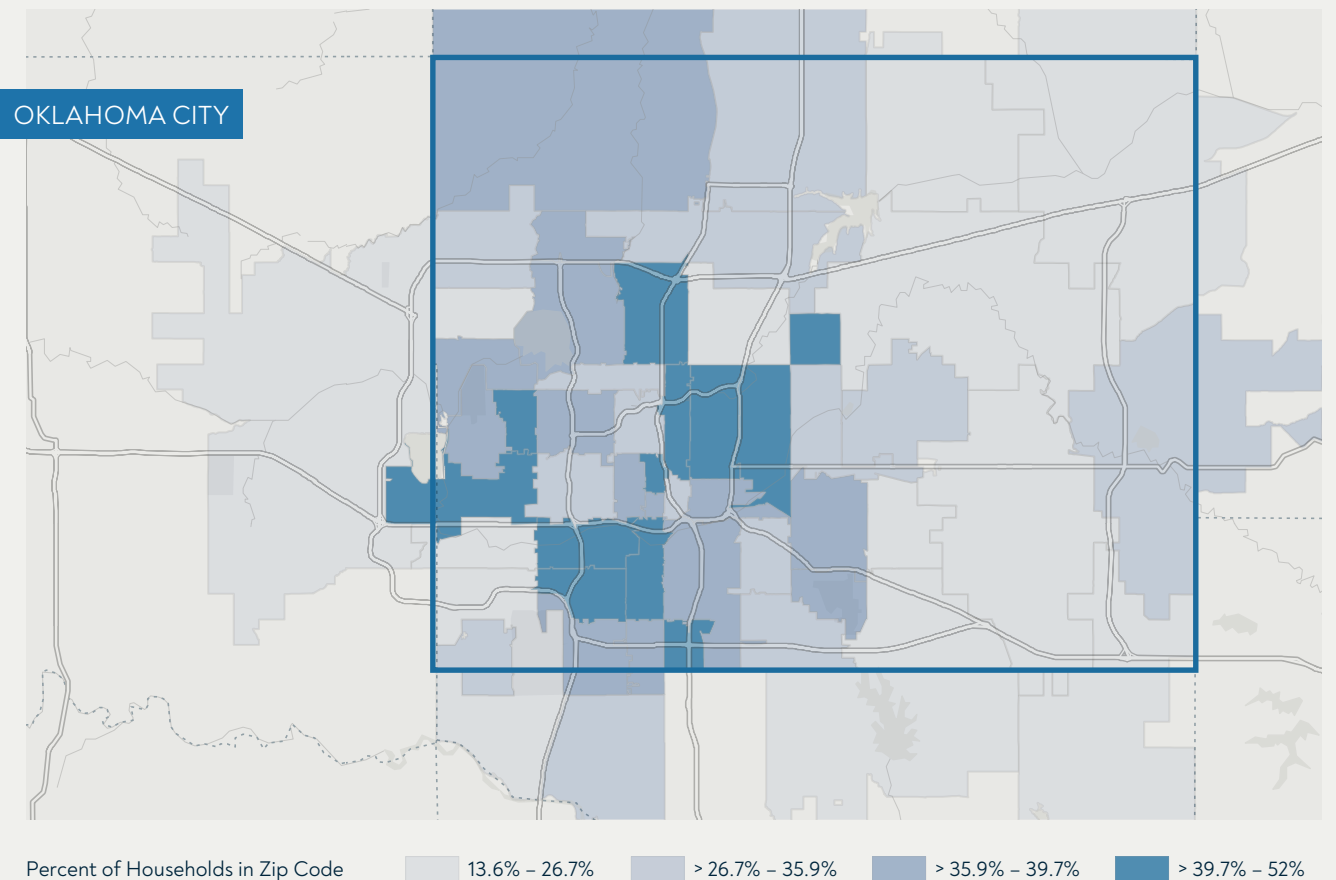 OKLAHOMA CITY
Percent of Households in Zip Code 13.6% – 26.7% > 26.7% – 35.9% > 35.9% – 39.7% > 39.7% – 52%